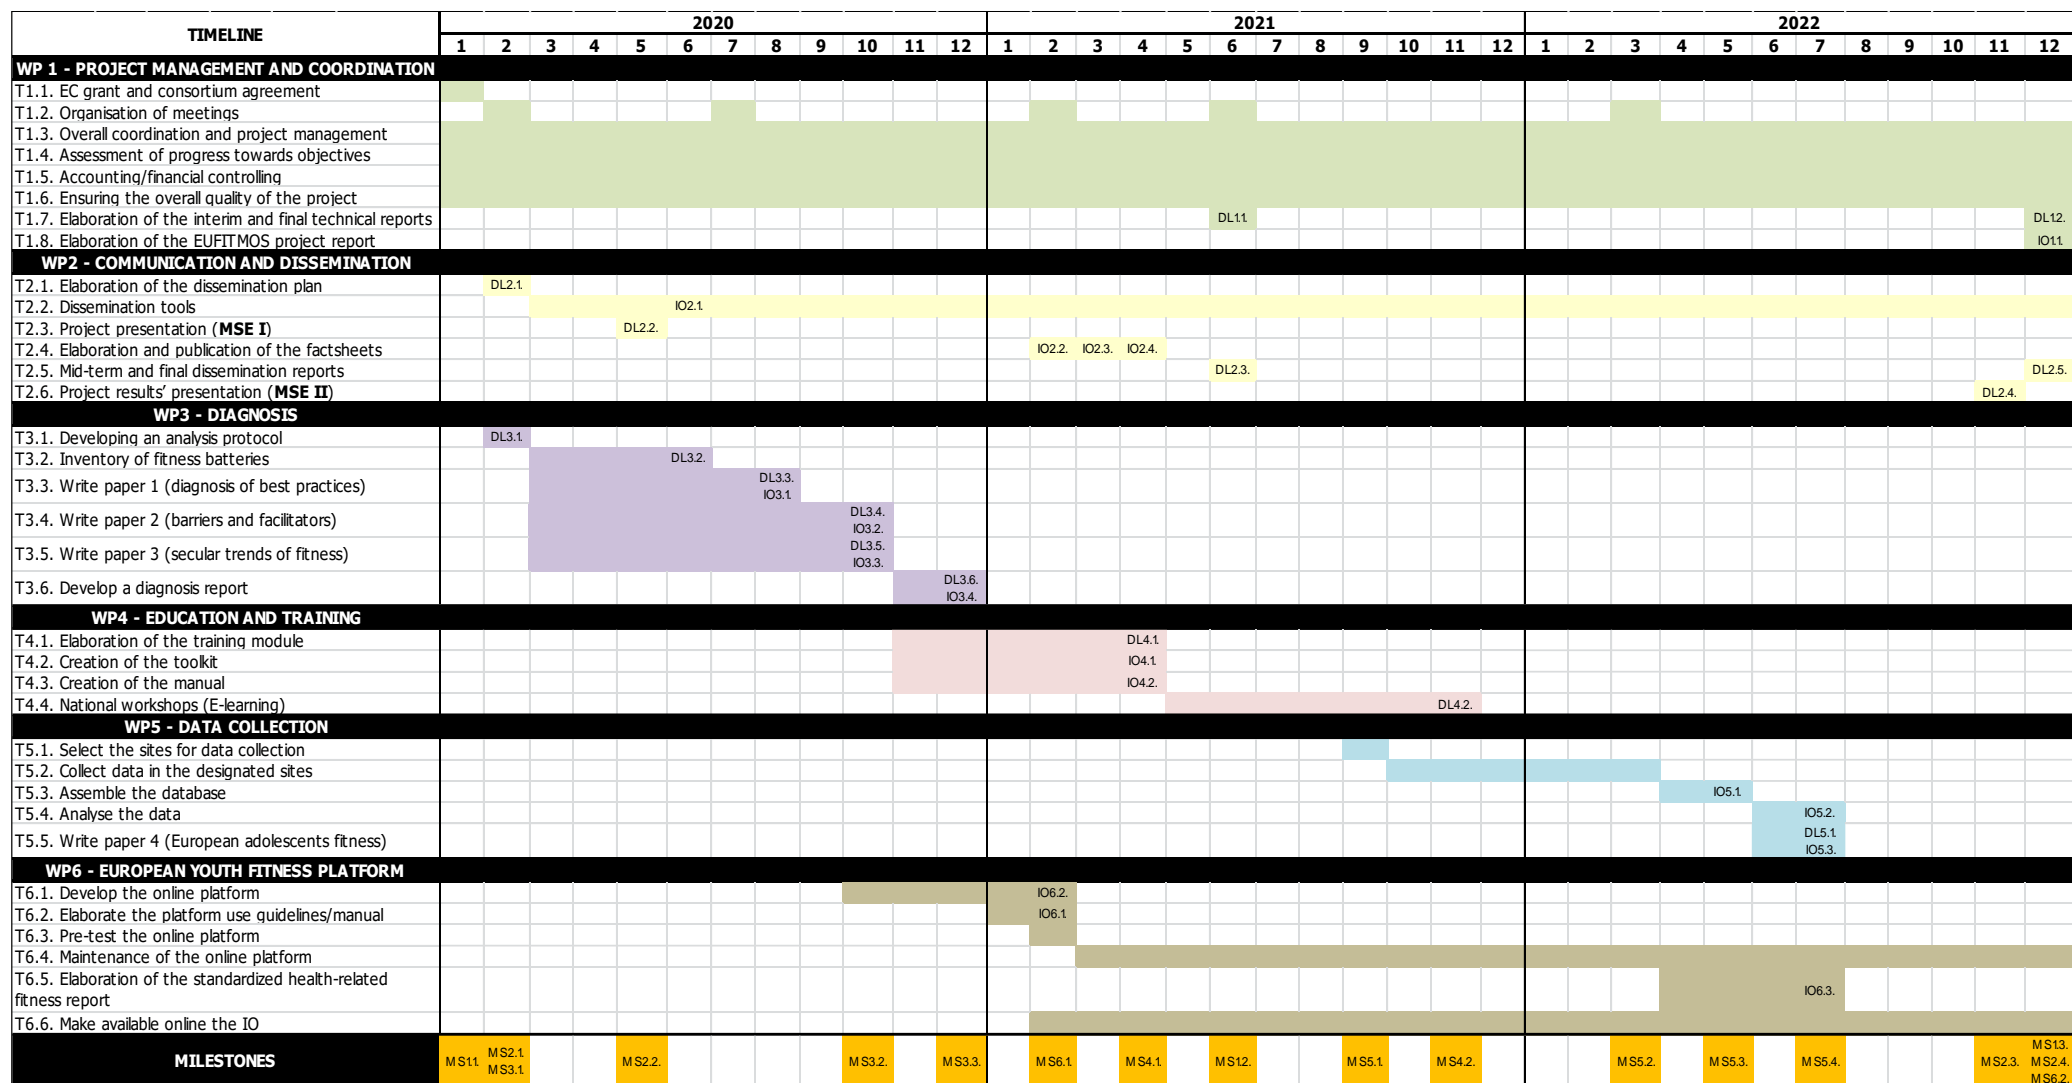 TIMELINE
2020 2021 2022
1 2 3 4 5 6 7 8 9 10 11 12 1 2 3 4 5 6 7 8 9 10 11 12 1 2 3 4 5 6 7 8 9 10 11 12
WP 1 - PROJECT MANAGEMENT AND COORDINATION
T1.1. EC grant and consortium agreement
T1.2. Organisation of meetings
T1.3. Overall coordination and project management
T1.4. Assessment of progress towards objectives
T1.5. Accounting/financial controlling
T1.6. Ensuring the overall quality of the project
T1.7. Elaboration of the interim and final technical reports DL1.1. DL1.2.
T1.8. Elaboration of the EUFITMOS project report IO1.1.
WP2 - COMMUNICATION AND DISSEMINATION
T2.1. Elaboration of the dissemination plan DL2.1.
T2.2. Dissemination tools IO2.1.
T2.3. Project presentation (MSE I) DL2.2.
T2.4. Elaboration and publication of the factsheets IO2.2. IO2.3. IO2.4.
T2.5. Mid-term and final dissemination reports DL2.3. DL2.5.
T2.6. Project results’ presentation (MSE II) DL2.4.
WP3 - DIAGNOSIS
T3.1. Developing an analysis protocol DL3.1.
T3.2. Inventory of fitness batteries DL3.2.
T3.3. Write paper 1 (diagnosis of best practices) DL3.3.
IO3.1.
T3.4. Write paper 2 (barriers and facilitators) DL3.4.
IO3.2.
T3.5. Write paper 3 (secular trends of fitness) DL3.5.
IO3.3.
T3.6. Develop a diagnosis report DL3.6.
IO3.4.
WP4 - EDUCATION AND TRAINING
T4.1. Elaboration of the training module DL4.1.
T4.2. Creation of the toolkit IO4.1.
T4.3. Creation of the manual IO4.2.
T4.4. National workshops (E-learning) DL4.2.
WP5 - DATA COLLECTION
T5.1. Select the sites for data collection
T5.2. Collect data in the designated sites
T5.3. Assemble the database IO5.1.
T5.4. Analyse the data IO5.2.
T5.5. Write paper 4 (European adolescents fitness) DL5.1.
IO5.3.
WP6 - EUROPEAN YOUTH FITNESS PLATFORM
T6.1. Develop the online platform IO6.2.
T6.2. Elaborate the platform use guidelines/manual IO6.1.
T6.3. Pre-test the online platform
T6.4. Maintenance of the online platform
T6.5. Elaboration of the standardized health-related
fitness report IO6.3.
T6.6. Make available online the IO
MILESTONES MS1.1. MS2.1. MS2.2. MS3.2. MS3.3. MS6.1. MS4.1. MS1.2. MS5.1. MS4.2. MS5.2. MS5.3. MS5.4. MS2.3. MS1.3.
MS3.1. MS2.4.
MS6.2.